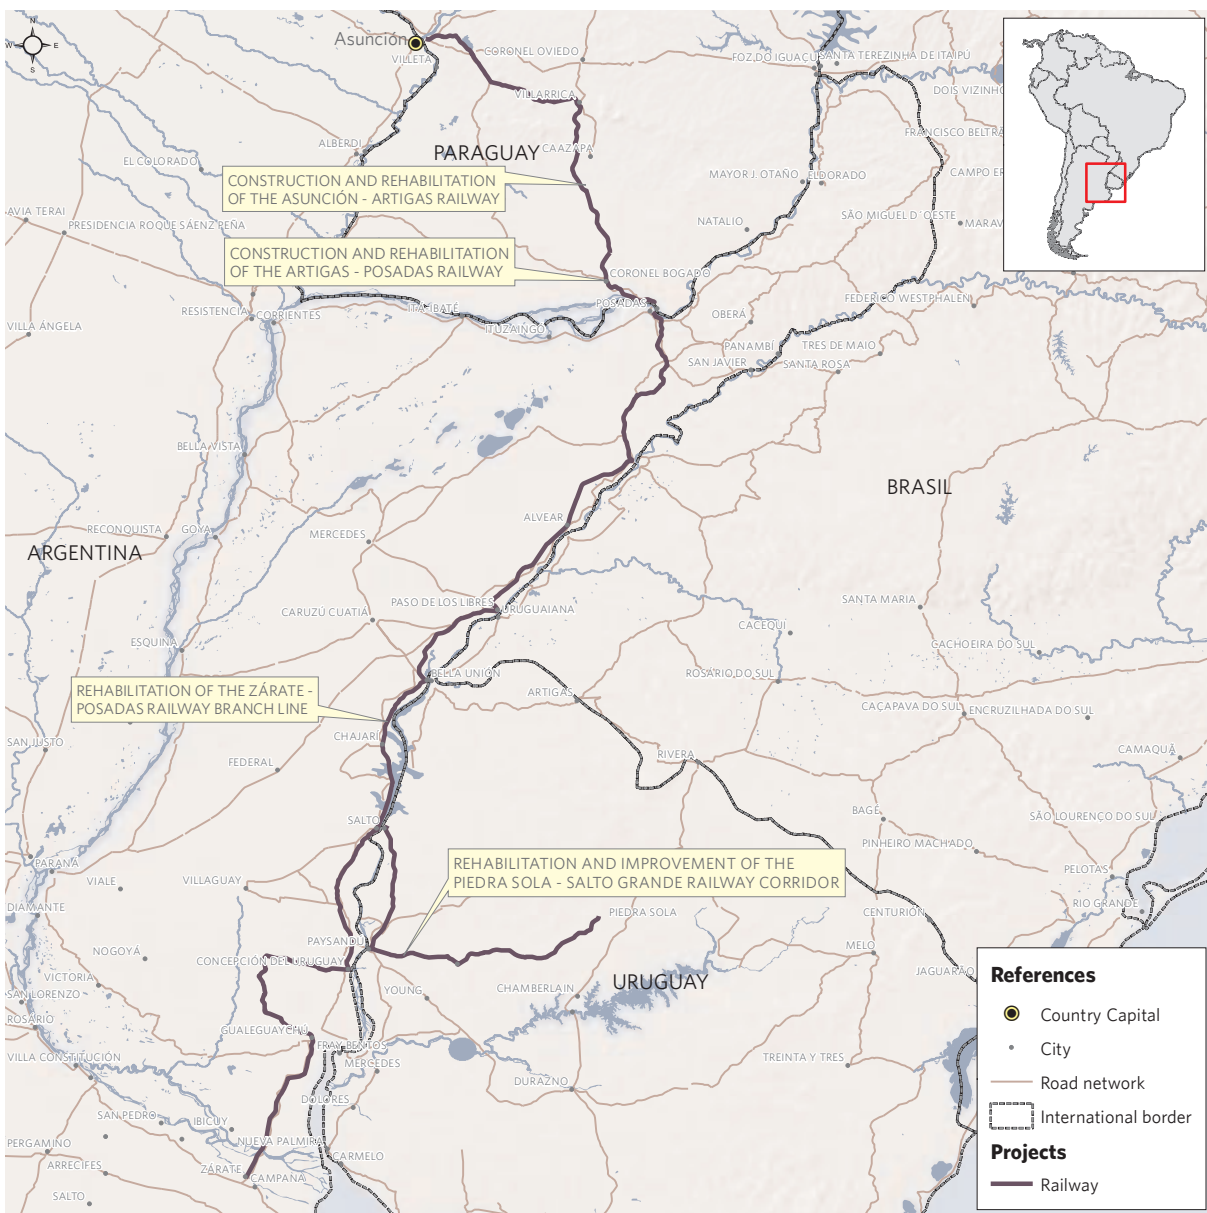 N
W
E
S
Asunción
VILLETA
CORONEL OVIEDO
FOZ DO IGUAÇU
SANTA TEREZINHA DE ITAIPÚ
DOIS VIZINHO
VILLARRICA
FRANCISCO BELTRÃ
ALBERDI
PARAGUAY
CAAZAPA
EL COLORADO
CONSTRUCTION AND REHABILITATION
OF THE ASUNCIÓN - ARTIGAS RAILWAY
MAYOR J. OTAÑO
ELDORADO
CAMPO ER
AVIA TERAI
PRESIDENCIA ROQUE SÁENZ PEÑA
NATALIO
SÃO MIGUEL D´OESTE
MARAV
CONSTRUCTION AND REHABILITATION
OF THE ARTIGAS - POSADAS RAILWAY
CORONEL BOGADO
RESISTENCIA
CORRIENTES
ITA IBATÉ
ITUZAINGO
POSADAS
OBERÁ
FEDERICO WESTPHALEN
VILLA ÁNGELA
PANAMBÍ
TRES DE MAIO
SAN JAVIER
SANTA ROSA
BELLA VISTA
BRASIL
RECONQUISTA
GOYA
MERCEDES
ALVEAR
ARGENTINA
PASO DE LOS LIBRES
URUGUAIANA
CARUZÚ CUATIÁ
SANTA MARIA
CACEQUÍ
ESQUINA
CACHOEIRA DO SUL
BELLA UNIÓN
ROSÁRIO DO SUL
REHABILITATION OF THE ZÁRATE -
POSADAS RAILWAY BRANCH LINE
ARTIGAS
CAÇAPAVA DO SUL
ENCRUZILHADA DO SUL
SAN JUSTO
CHAJARÍ
CAMAQUÃ
FEDERAL
RIVERA
SALTO
BAGÉ
SÃO LOURENÇO DO SUL
PINHEIRO MACHADO
PARANÁ
VIALE
VILLAGUAY
REHABILITATION AND IMPROVEMENT OF THE
PIEDRA SOLA - SALTO GRANDE RAILWAY CORRIDOR
PELOTAS
DIAMANTE
PIEDRA SOLA
CENTURIÓN
RIO GRANDE
NOGOYÁ
PAYSANDU
MELO
CONCEPCIÓN DEL URUGUAY
JAGUARÃO
VICTORIA
SAN LORENZO
YOUNG
CHAMBERLAIN
URUGUAY
ROSARIO
GUALEGUAYCHÚ
FRAY BENTOS
VILLA CONSTITUCIÓN
MERCEDES
TREINTA Y TRES
DURAZNO
DOLORES
SAN PEDRO
IBICUY
PERGAMINO
NUEVA PALMIRA
CARMELO
ARRECIFES
ZÁRATE
CAMPANA
SALTO
References
Country Capital
City
Road network
International border
Projects
Railway